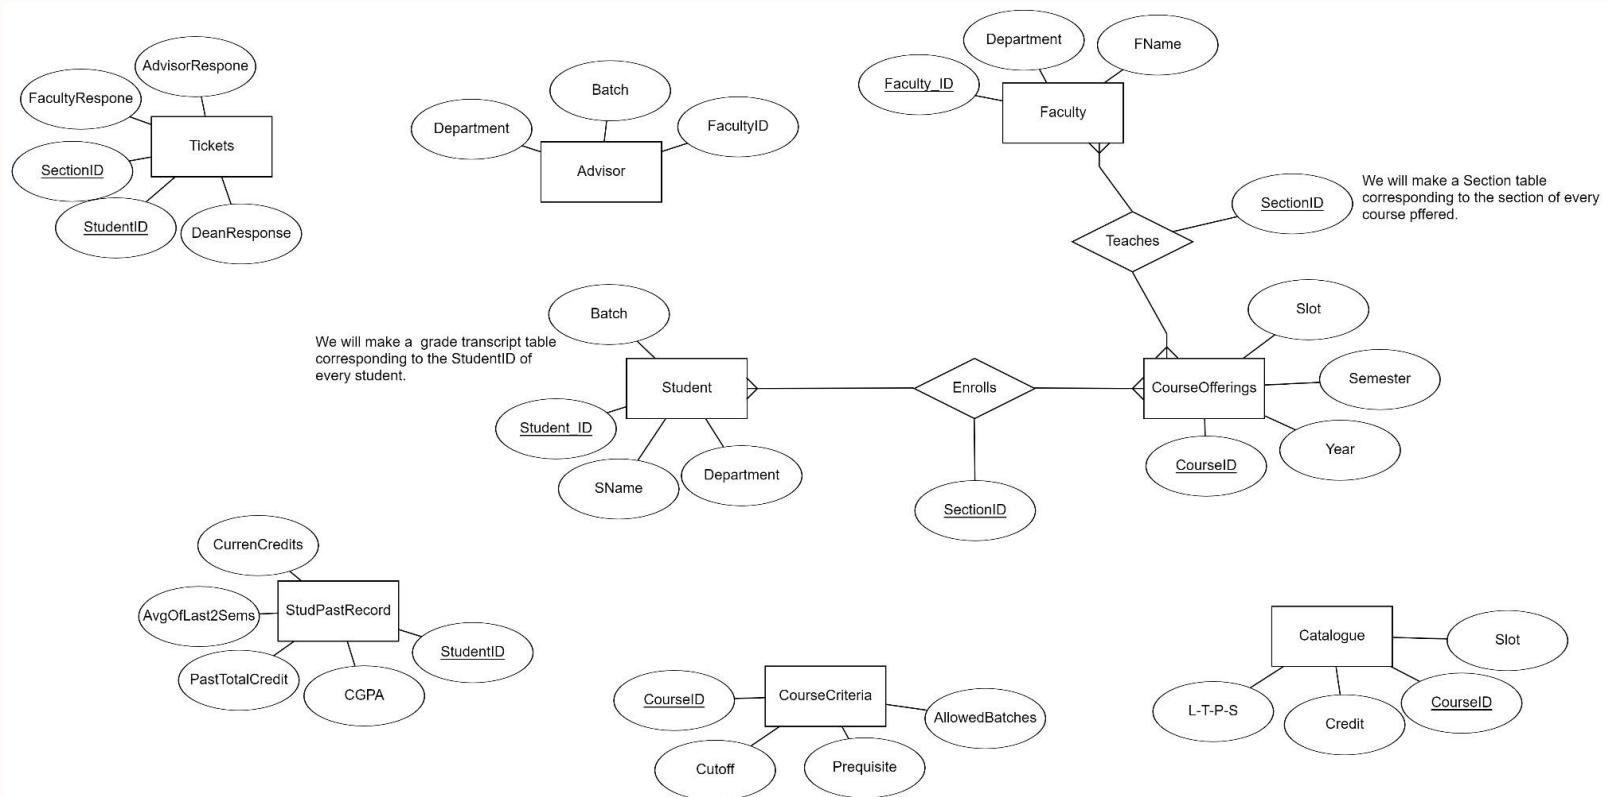 AdvisorRespone
FacultyRespone
Tickets
SectionID
StudentID
DeanResponse
Batch
Department
FacultyID
Advisor
Department
FName
Faculty_ID
Faculty
We will make a Section table
corresponding to the section of every
course pffered.
SectionID
Teaches
Batch
We will make a  grade transcript table
corresponding to the StudentID of
every student.
Student
Student_ID
SName
Department
Enrolls
SectionID
Slot
CourseOfferings
Semester
Year
CourseID
CurrenCredits
AvgOfLast2Sems
StudPastRecord
StudentID
PastTotalCredit
CGPA
CourseID
CourseCriteria
AllowedBatches
Cutoff
Prequisite
Catalogue
Slot
L-T-P-S
Credit
CourseID